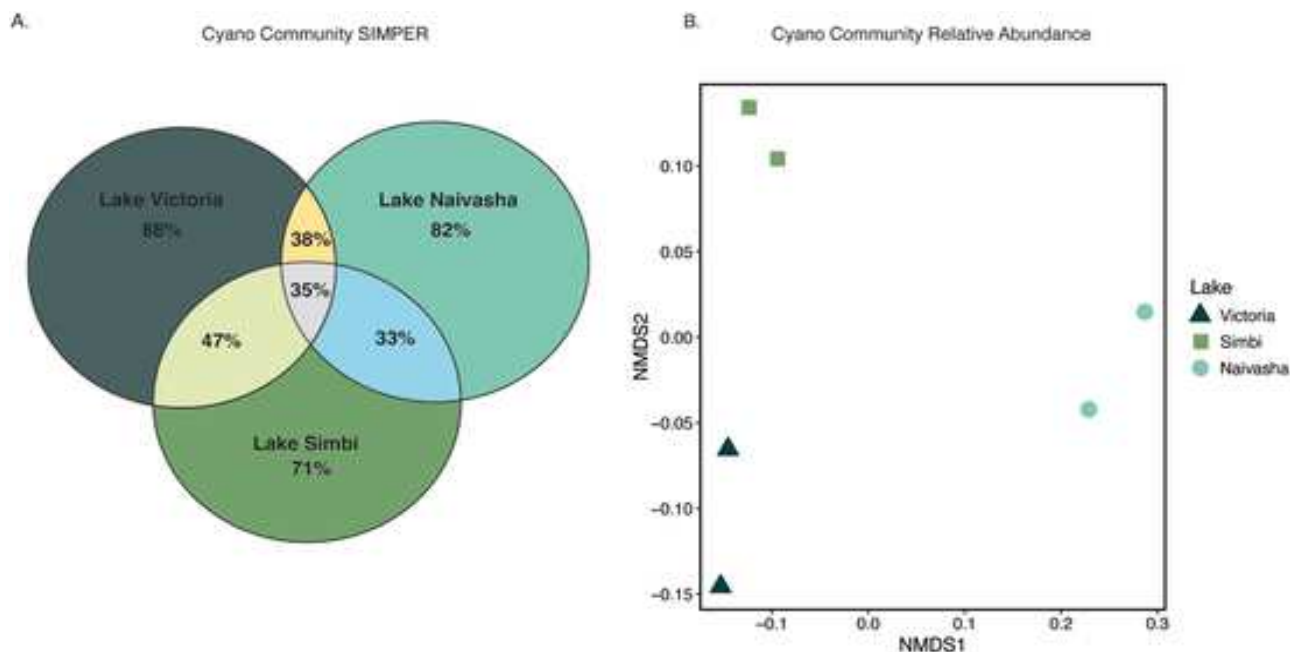 A.
Cyano Community SIMPER
Lake Victoria
88%
Lake Naivasha
82%
38%
35%
47%
33%
Lake Simbi
71%
B.
Cyano Community Relative Abundance
0.10
0.05
0.00
−0.05
−0.10
−0.15
NMDS2
−0.1
0.0
0.1
0.2
0.3
NMDS1
Lake
Victoria
Simbi
Naivasha